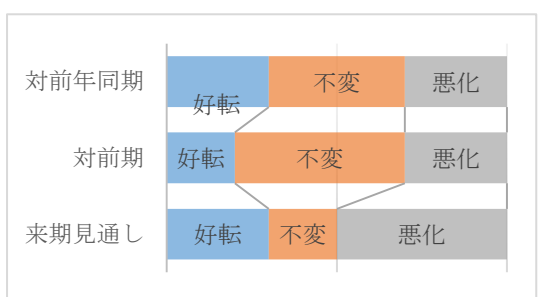 対前年同期 好転 不変 悪化
対前期 好転 不変 悪化
来期見通し 好転 不変 悪化